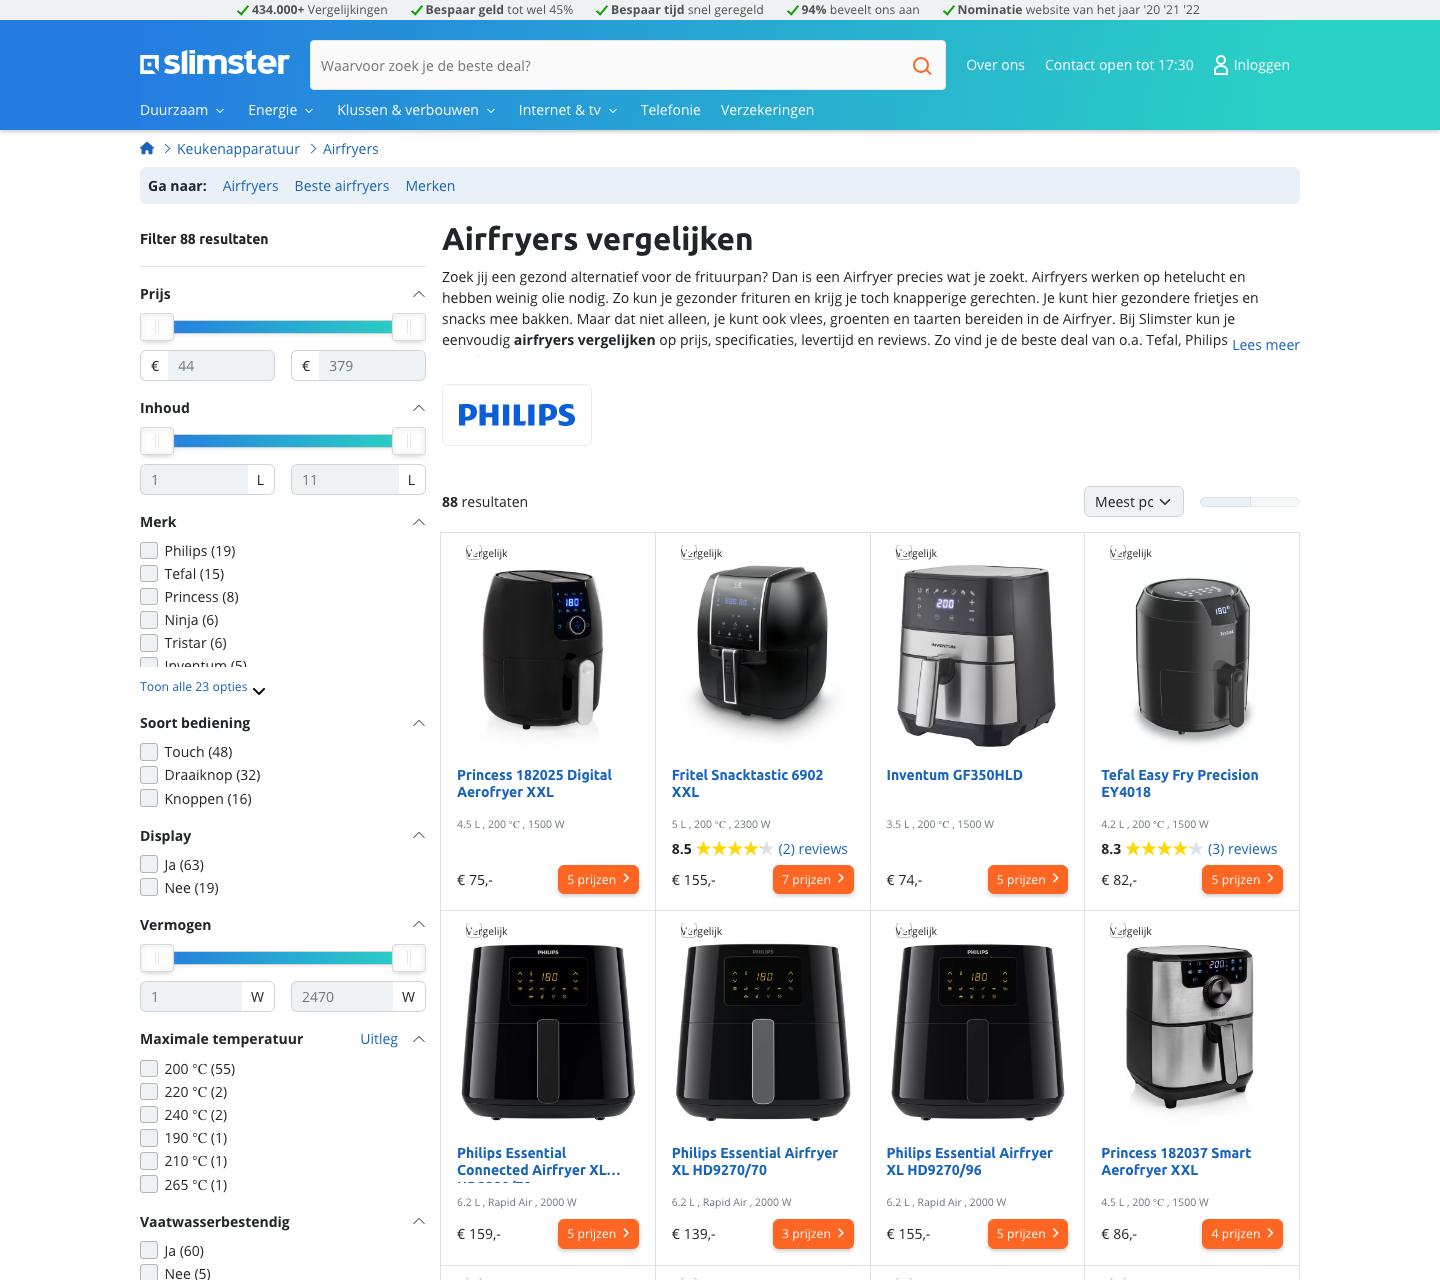 434.000+ Vergelijkingen Bespaar geld tot wel 45% Bespaar tijd snel geregeld 94% beveelt ons aan Nominatie website van het jaar '20 '21 '22
slimster
Waarvoor zoek je de beste deal?
Over ons Contact open tot 17:30 Inloggen
Duurzaam Energie Klussen & verbouwen Internet & tv Telefonie Verzekeringen
Keukenapparatuur Airfryers
Ga naar: Airfryers Beste airfryers Merken
Filter 88 resultaten
Prijs
€ 44 € 379
Inhoud
1 L 11 L
Merk
Philips (19)
Tefal (15)
Princess (8)
Ninja (6)
Tristar (6)
Inventum (5)
Toon alle 23 opties
Soort bediening
Touch (48)
Draaiknop (32)
Knoppen (16)
Display
Ja (63)
Nee (19)
Vermogen
1 W 2470 W
Maximale temperatuur Uitleg
200 °C (55)
220 °C (2)
240 °C (2)
190 °C (1)
210 °C (1)
265 °C (1)
Vaatwasserbestendig
Ja (60)
Nee (5)
Airfryers vergelijken
Zoek jij een gezond alternatief voor de frituurpan? Dan is een Airfryer precies wat je zoekt. Airfryers werken op hetelucht en
hebben weinig olie nodig. Zo kun je gezonder frituren en krijg je toch knapperige gerechten. Je kunt hier gezondere frietjes en
snacks mee bakken. Maar dat niet alleen, je kunt ook vlees, groenten en taarten bereiden in de Airfryer. Bij Slimster kun je
eenvoudig airfryers vergelijken op prijs, specificaties, levertijd en reviews. Zo vind je de beste deal van o.a. Tefal, Philips Lees meer
PHILIPS
88 resultaten Meest pc
Vergelijk Vergelijk Vergelijk Vergelijk
Princess 182025 Digital
Aerofryer XXL
4.5 L , 200 °C , 1500 W
€ 75,- 5 prijzen
Fritel Snacktastic 6902
XXL
5 L , 200 °C , 2300 W
8.5 (2) reviews
€ 155,- 7 prijzen
Inventum GF350HLD
3.5 L , 200 °C , 1500 W
€ 74,- 5 prijzen
Tefal Easy Fry Precision
EY4018
4.2 L , 200 °C , 1500 W
8.3 (3) reviews
€ 82,- 5 prijzen
Vergelijk Vergelijk Vergelijk Vergelijk
Philips Essential
Connected Airfryer XL...
6.2 L , Rapid Air , 2000 W
€ 159,- 5 prijzen
Philips Essential Airfryer
XL HD9270/70
6.2 L , Rapid Air , 2000 W
€ 139,- 3 prijzen
Philips Essential Airfryer
XL HD9270/96
6.2 L , Rapid Air , 2000 W
€ 155,- 5 prijzen
Princess 182037 Smart
Aerofryer XXL
4.5 L , 200 °C , 1500 W
€ 86,- 4 prijzen